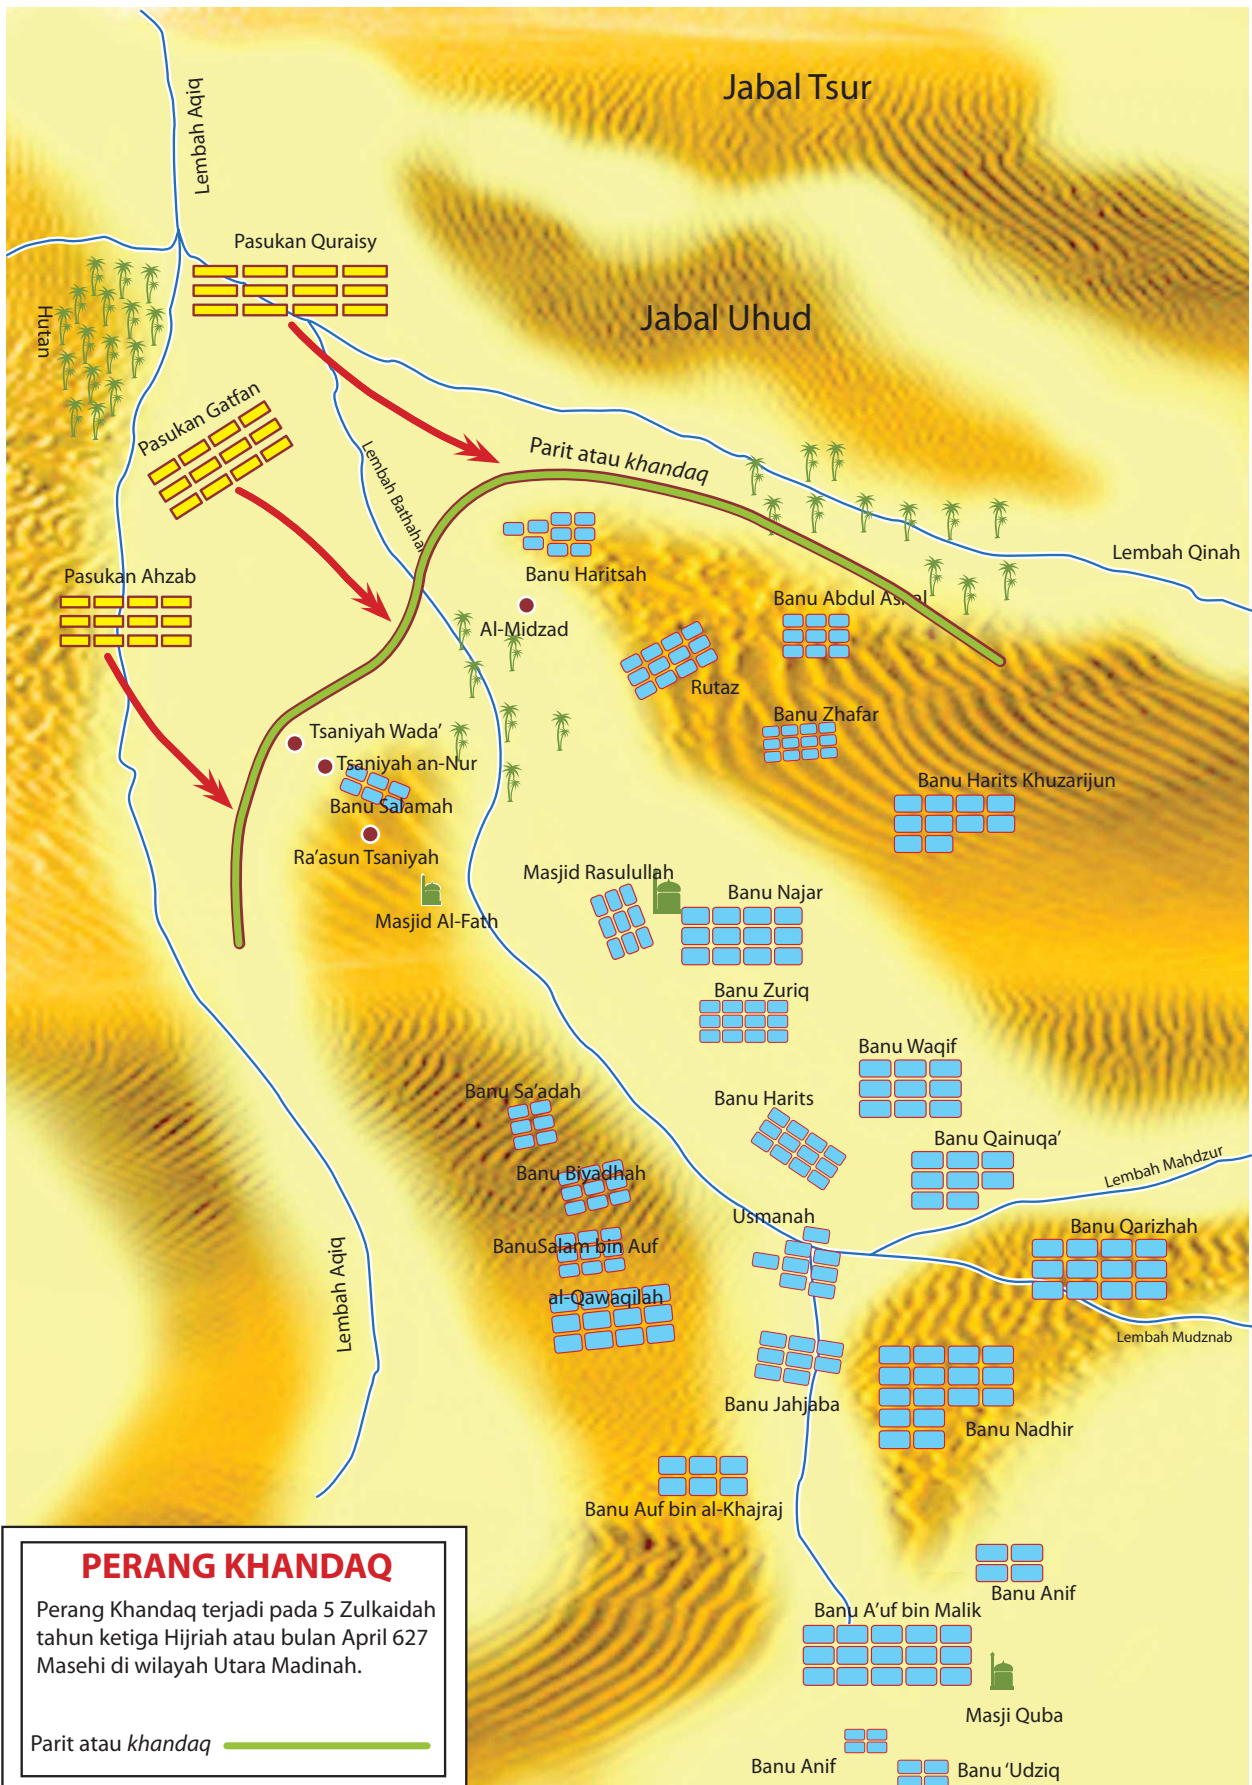 Jabal Tsur
Lembah Aqiq
Pasukan Quraisy
Hutan
Jabal Uhud
Pasukan Gatfan
Parit atau khandaq
Lembah Bathahan
Lembah Qinah
Banu Haritsah
Pasukan Ahzab
Banu Abdul Ashal
Al-Midzad
Rutaz
Banu Zhafar
Tsaniyah Wada'
Tsaniyah an-Nur
Banu Harits Khuzarijun
Banu Salamah
Ra'asun Tsaniyah
Masjid Rasulullah
Banu Najar
Masjid Al-Fath
Banu Zuriq
Banu Waqif
Banu Sa'adah
Banu Harits
Banu Qainuqa'
Banu Biyadhah
Lembah Mahdzur
Usmanah
Banu Qarizhah
BanuSalam bin Auf
Lembah Aqiq
al-Qawaqilah
Lembah Mudznab
Banu Jahjaba
Banu Nadhir
Banu Auf bin al-Khajraj
Banu Anif
Banu A'uf bin Malik
Masji Quba
Banu Anif
Banu 'Udziq
PERANG KHANDAQ
Perang Khandaq terjadi pada 5 Zulkaidah
tahun ketiga Hijriah atau bulan April 627
Masehi di wilayah Utara Madinah.
Parit atau khandaq